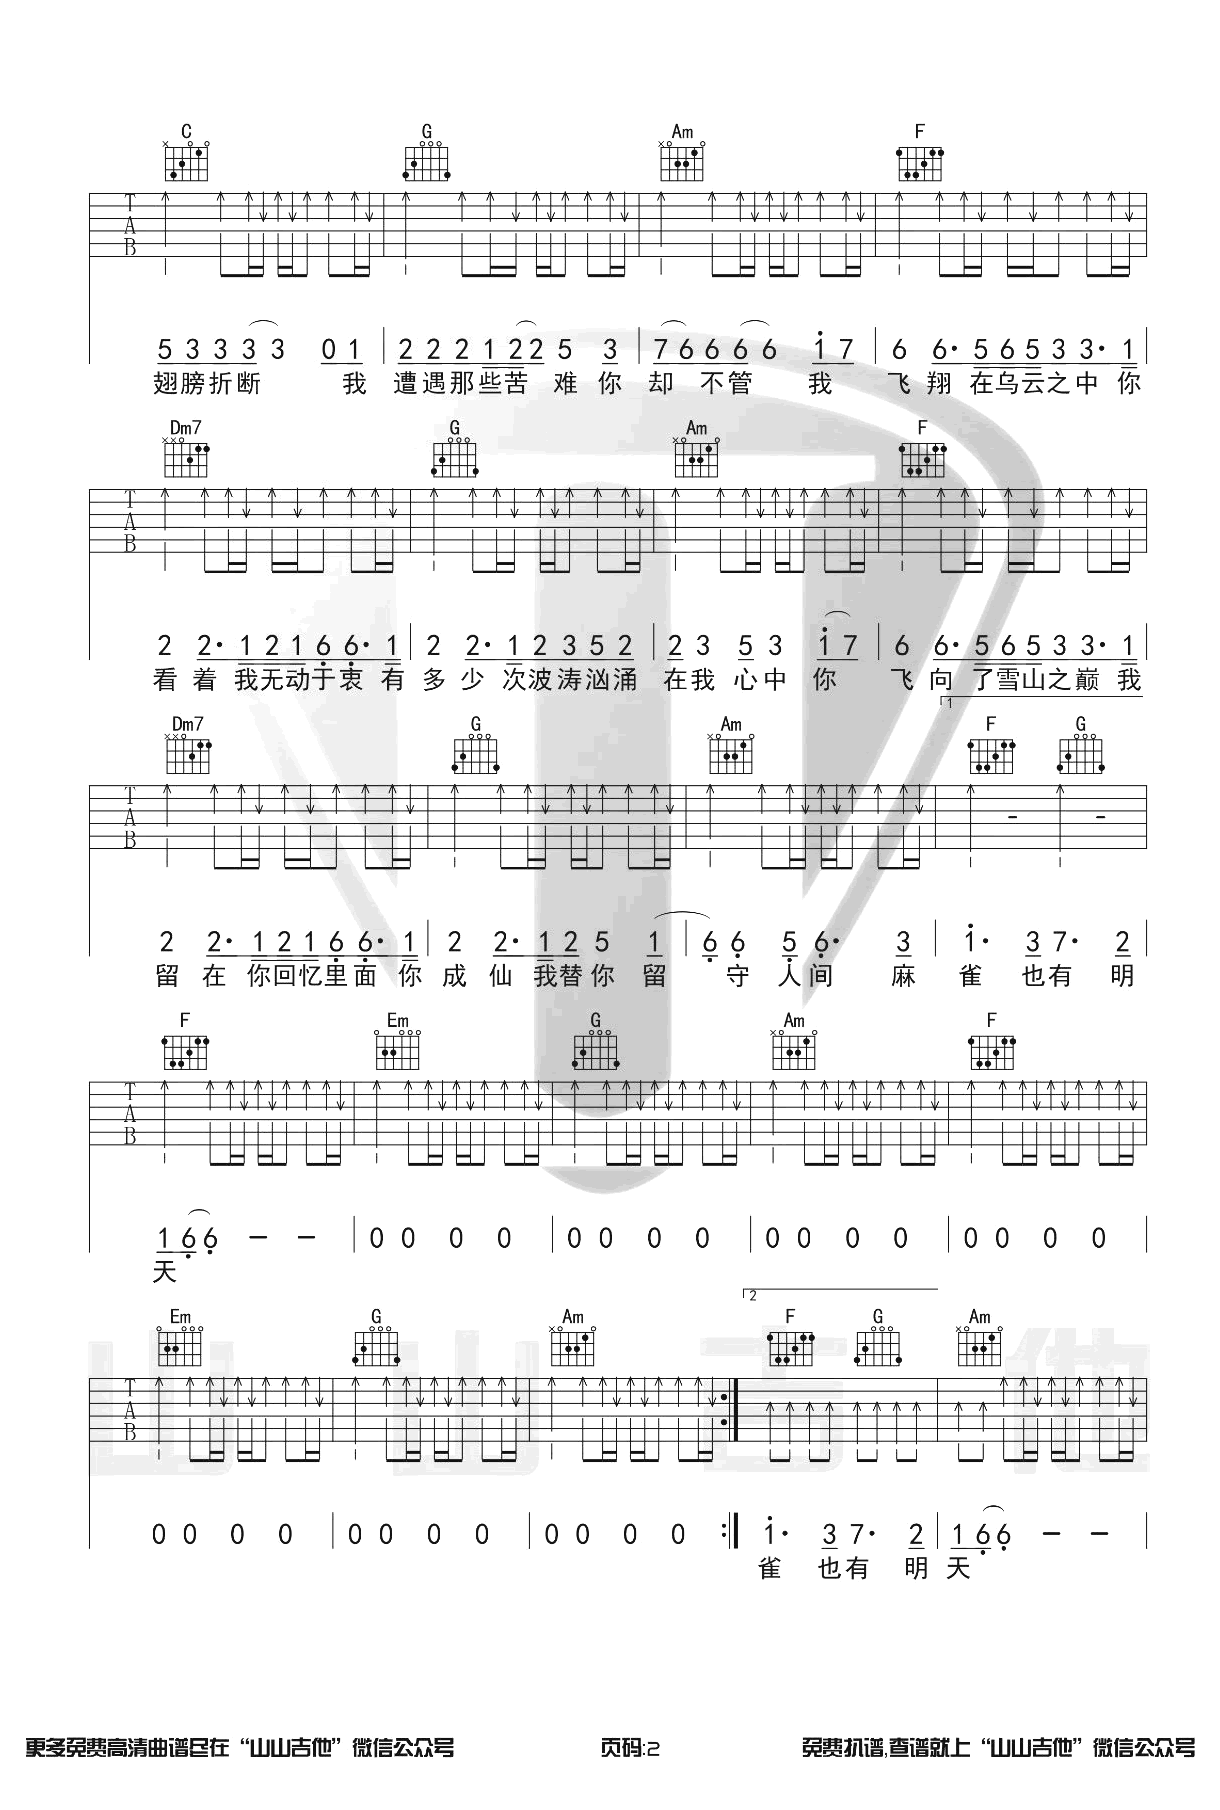 C G Am F
T
A
B
5 3 3 3 3 3 0 1 2 2 2 1 2 2 5 3 7 6 6 6 6 1 7 6 6· 5 6 5 3 3· 1
翅膀折断 我 遭遇那些苦 难 你 却 不管 我 飞 翔 在乌云之中 你
Dm7 G Am F
T
A
B
2 2· 1 2 1 6 6· 1 2 2· 1 2 3 5 2 2 3 5 3 1 7 6 6· 5 6 5 3 3· 1
看 着 我无动于衷 有 多 少 次波涛汹涌 在我 心中 你 飞 向 了雪山之巅 我
1
Dm7 G Am F G
T
A
B
2 2· 1 2 1 6 6· 1 2 2· 1 2 5 1 6 6 5 6· 3 1· 3 7· 2
留 在 你回忆里面 你 成 仙 我替你 留 守 人间 麻 雀 也有 明
F Em G Am F
T
A
B
1 6 6 - - 0 0 0 0 0 0 0 0 0 0 0 0 0 0 0 0
天
2
Em G Am F G Am
T
A
B
0 0 0 0 0 0 0 0 0 0 0 0 1· 3 7· 2 1 6 6 - -
雀 也有 明 天
山山吉他
更多免费高清曲谱尽在“山山吉他”微信公众号 页码:2 免费扒谱,查谱就上“山山吉他”微信公众号